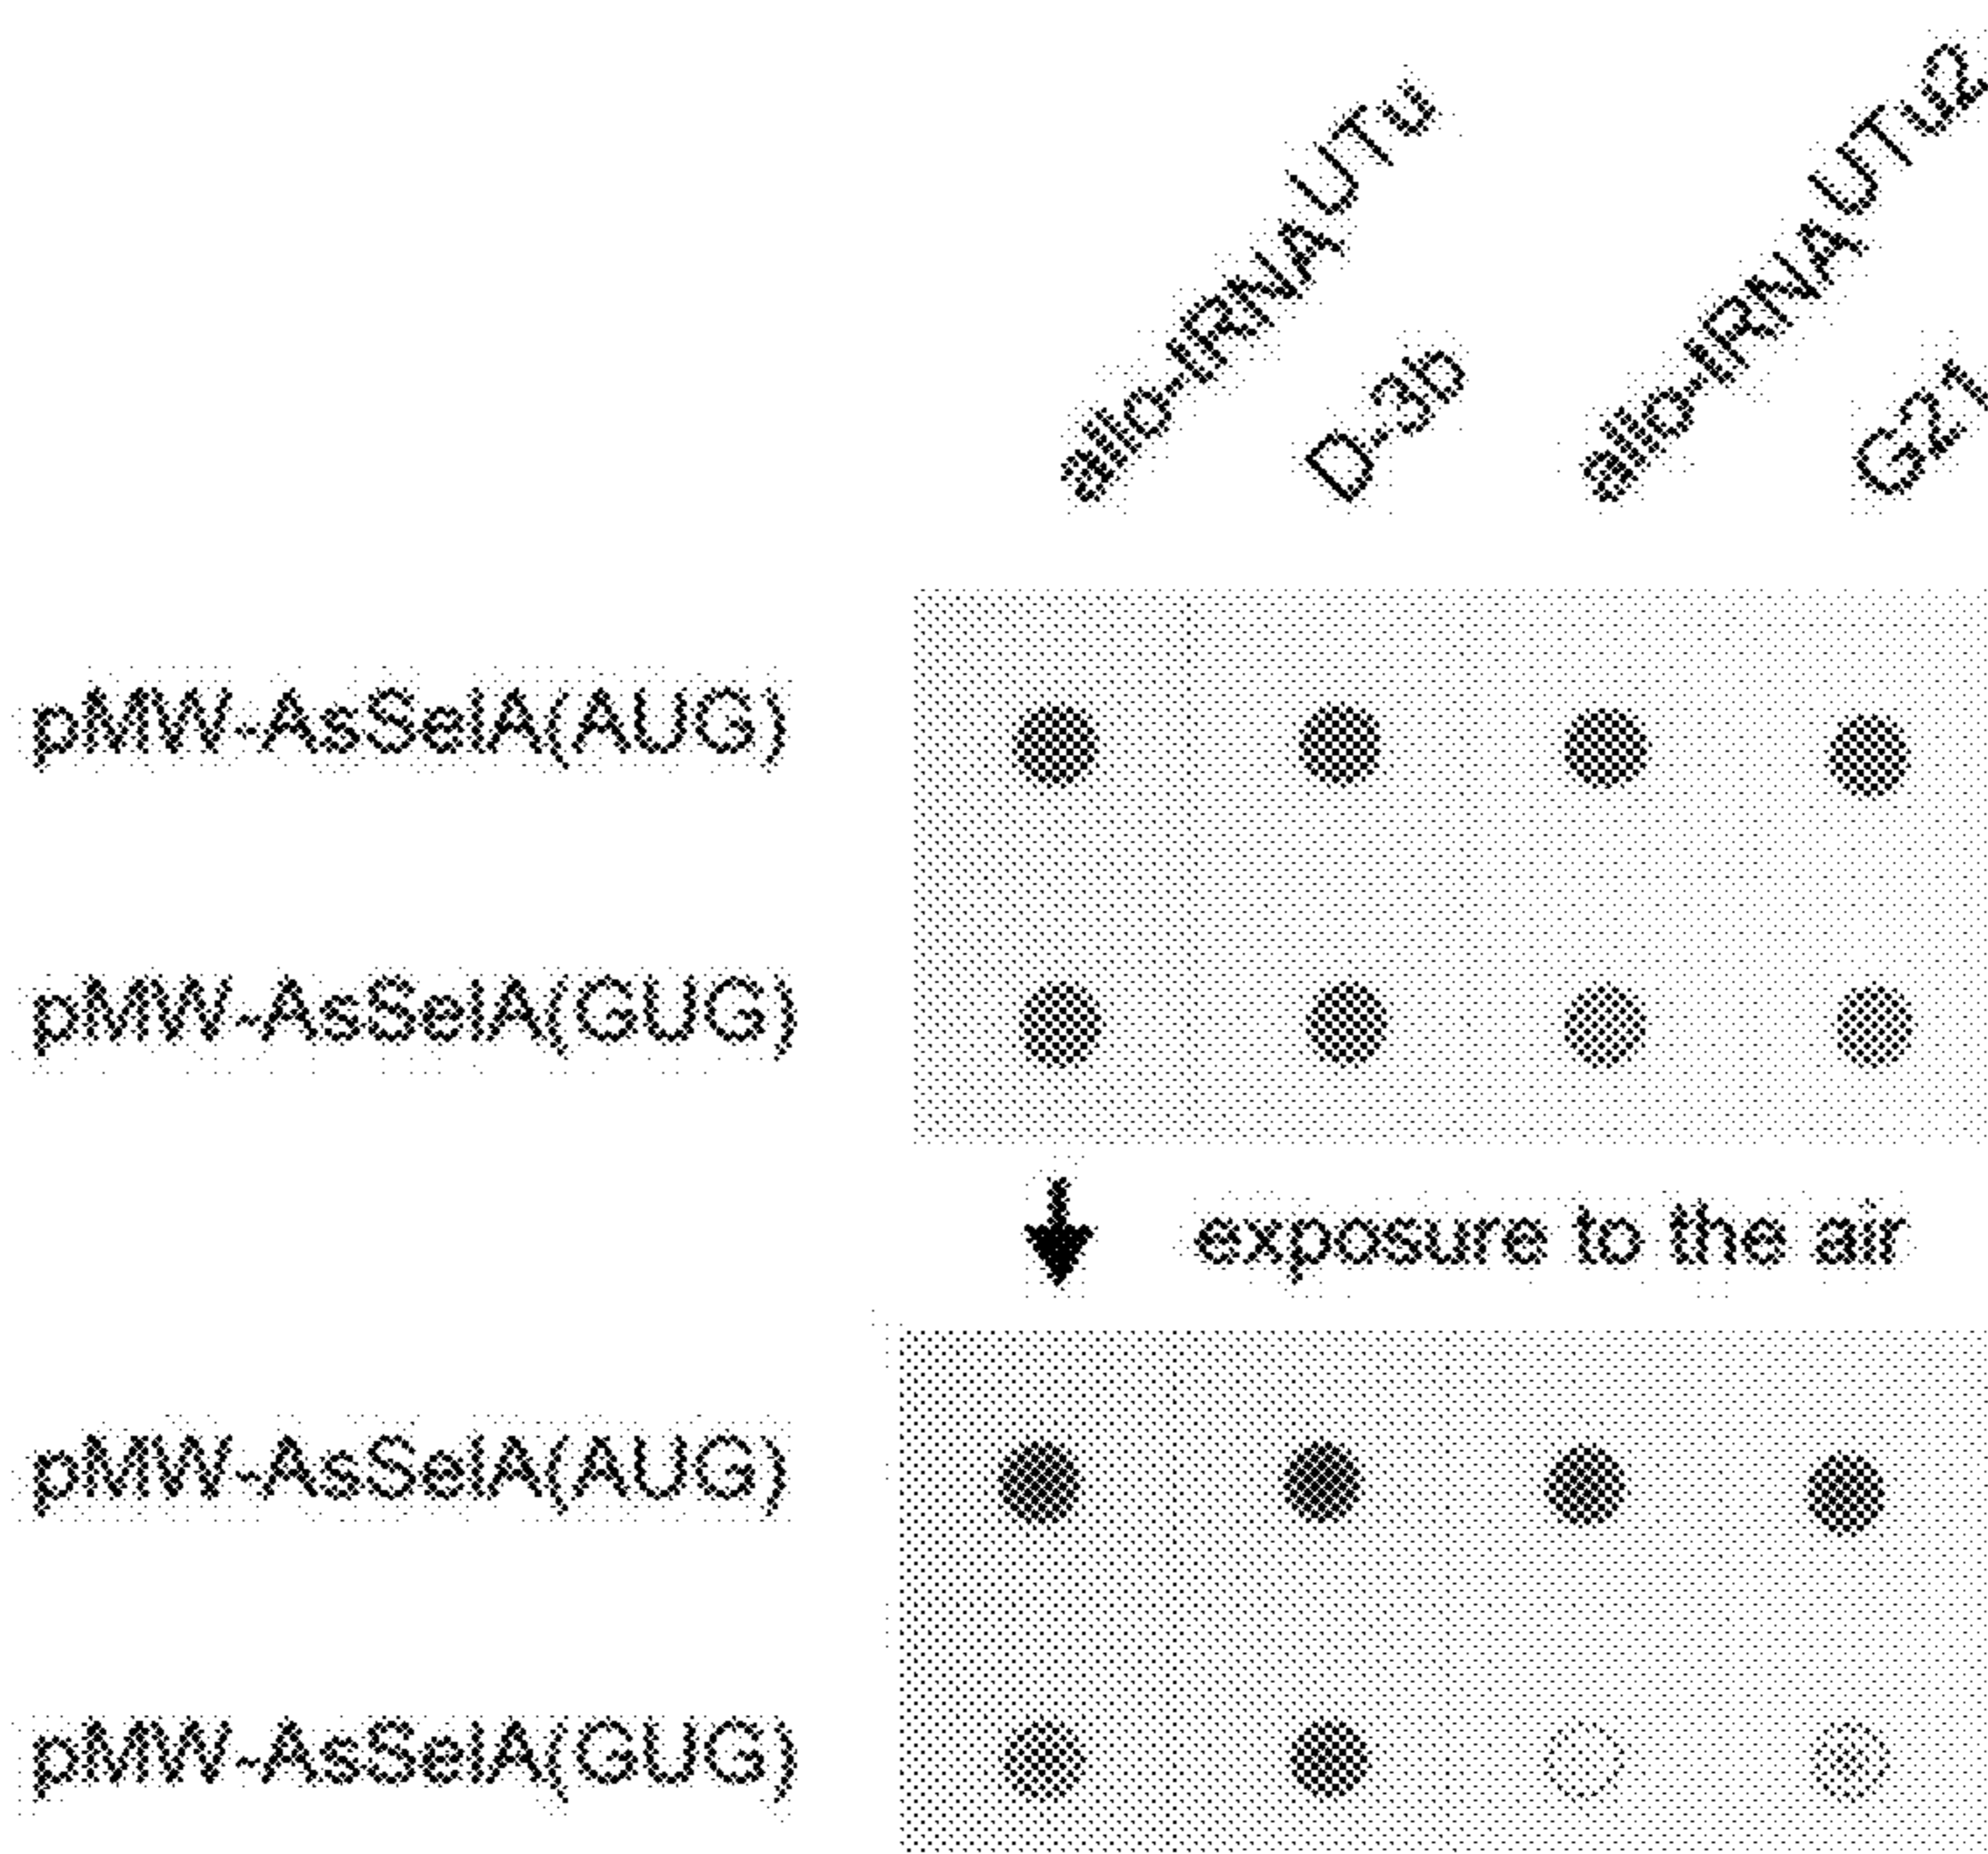 allo-tRNAUTu
D-3b
allo-tRNAUTu2
G21
pMW-AsSelA(AUG)
pMW-AsSelA(GUG)
exposure to the air
pMW-AsSelA(AUG)
pMW-AsSelA(GUG)